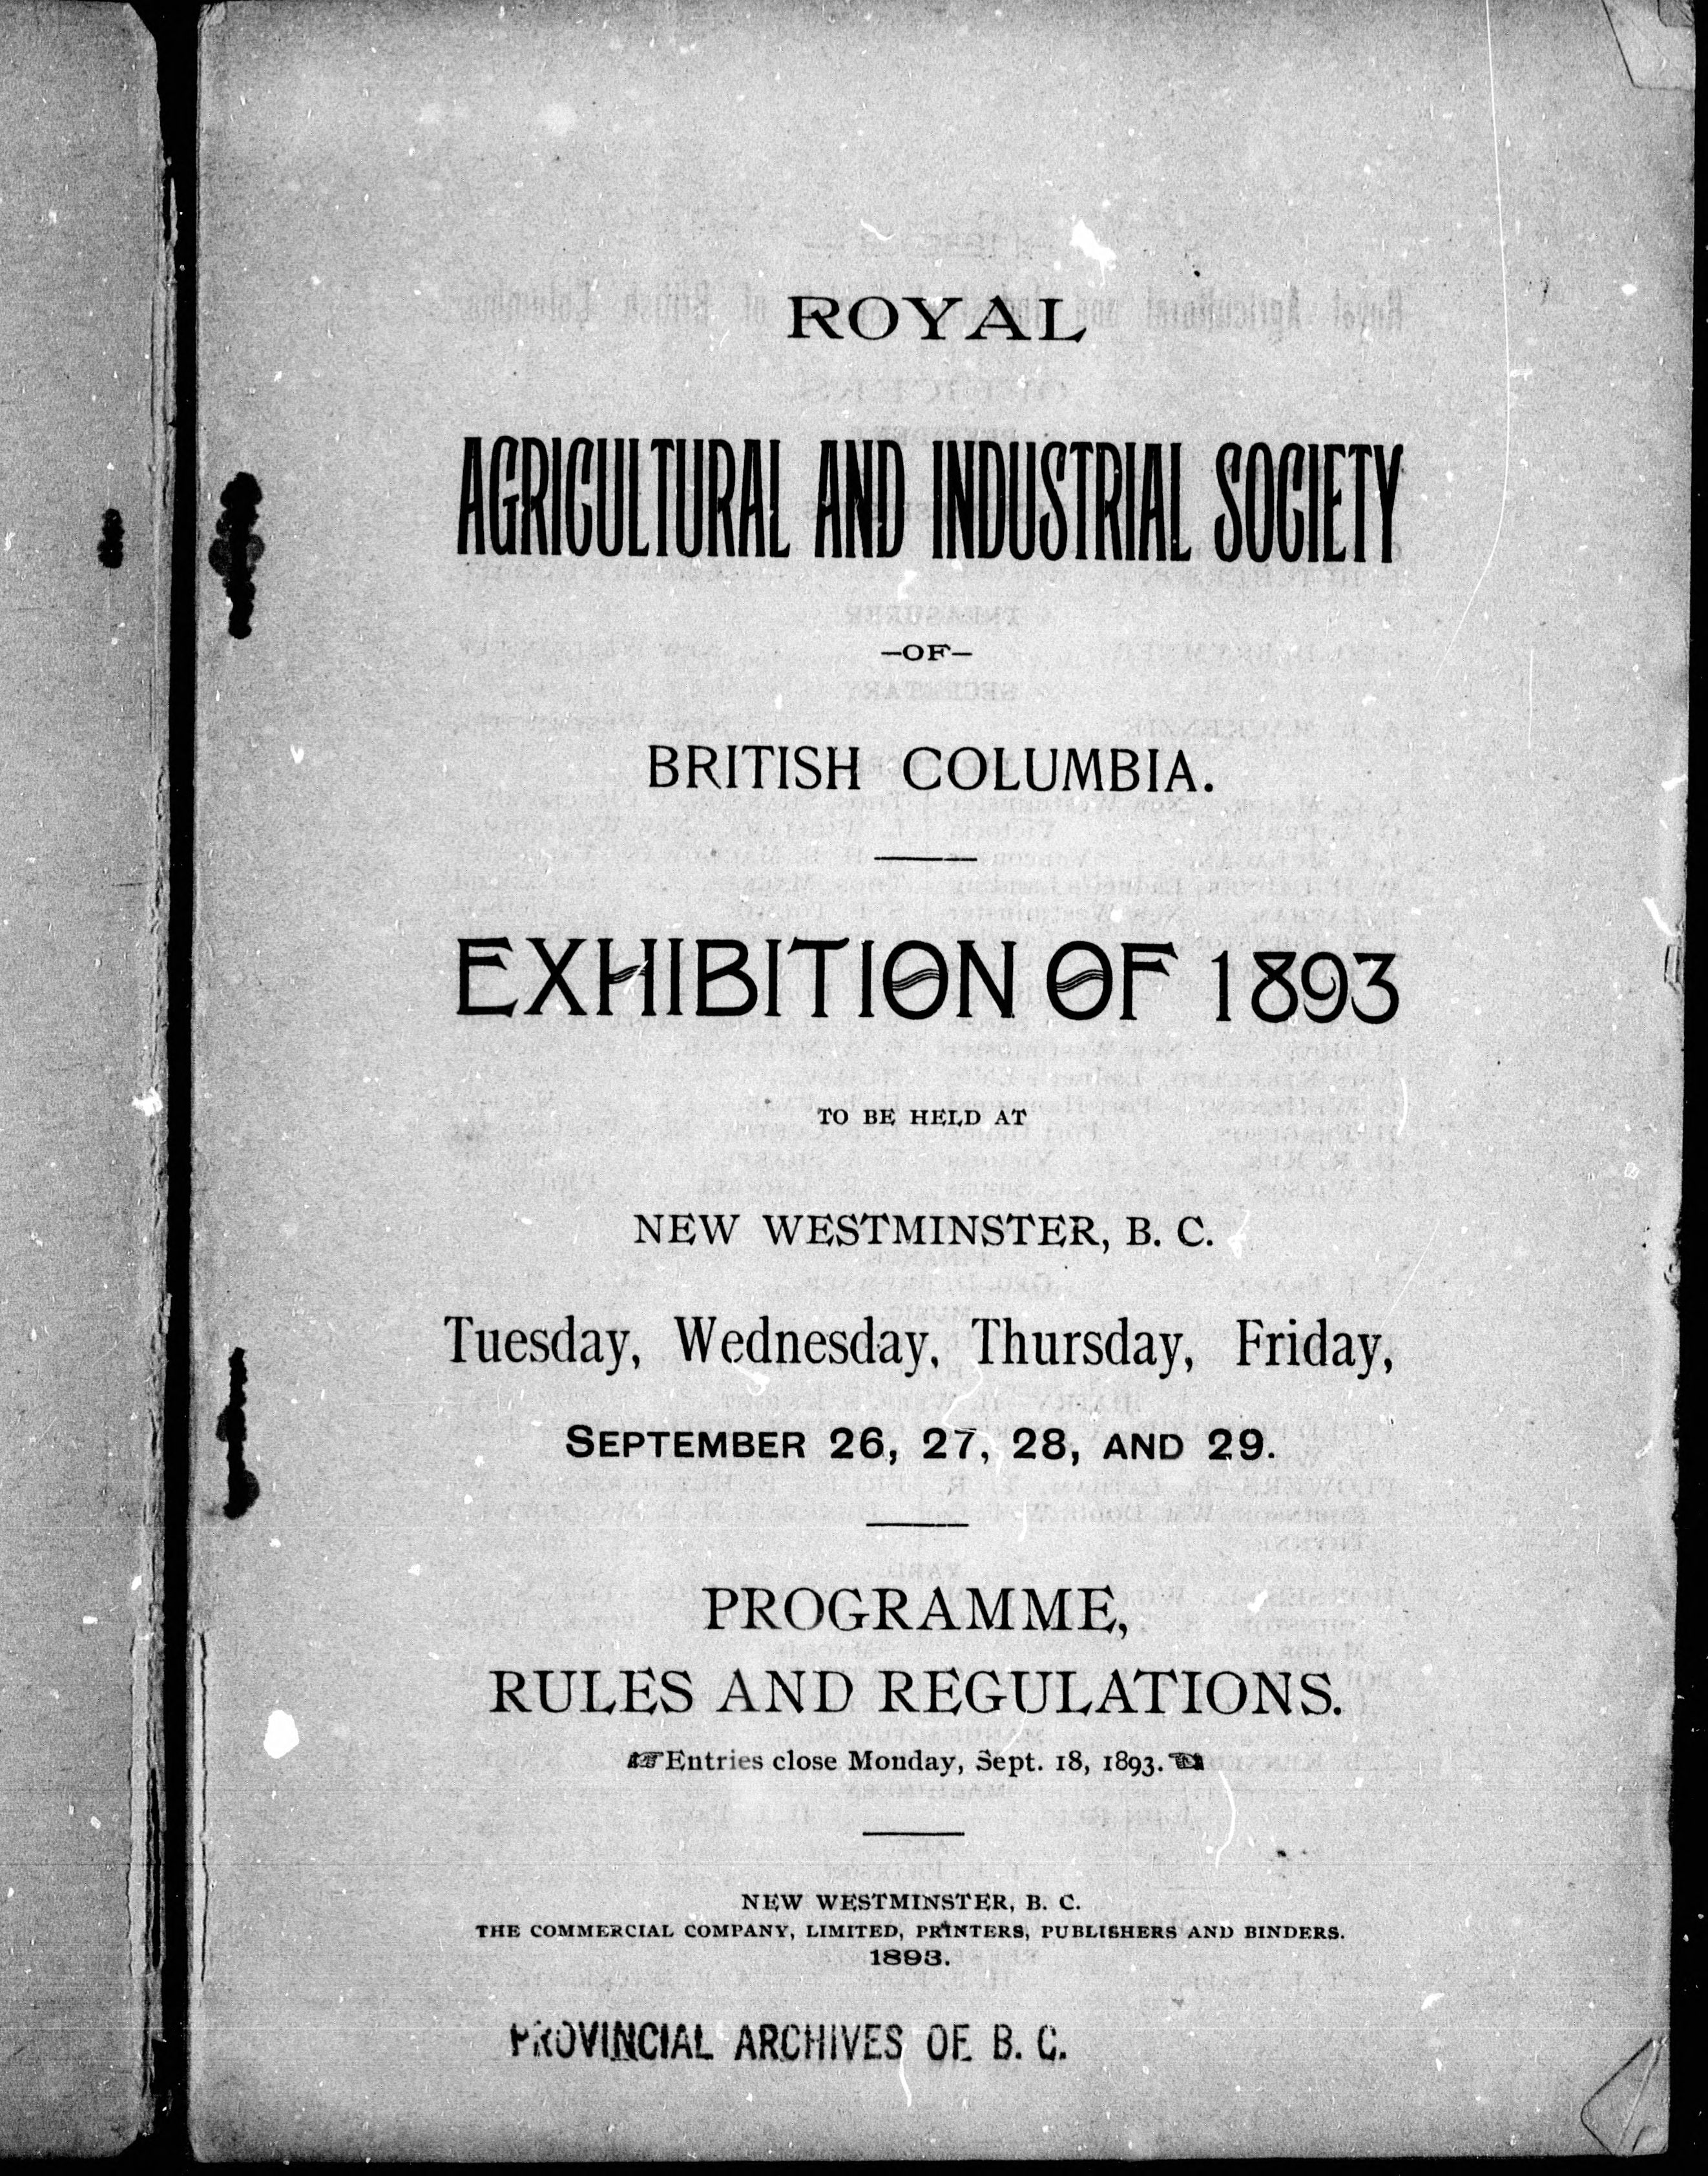 ROYAL
AGRICULTURAL AND INDUSTRIAL SOCIETY
—OF—
BRITISH COLUMBIA.
EXHIBITION OF 1893
TO BE HELD AT
NEW WESTMINSTER, B. C.
Tuesday, Wednesday, Thursday, Friday,
SEPTEMBER 26, 27, 28, AND 29.
PROGRAMME,
RULES AND REGULATIONS.
☞Entries close Monday, Sept. 18, 1893.☜
NEW WESTMINSTER, B. C.
THE COMMERCIAL COMPANY, LIMITED, PRINTERS, PUBLISHERS AND BINDERS.
1893.
PROVINCIAL ARCHIVES OF B. C.